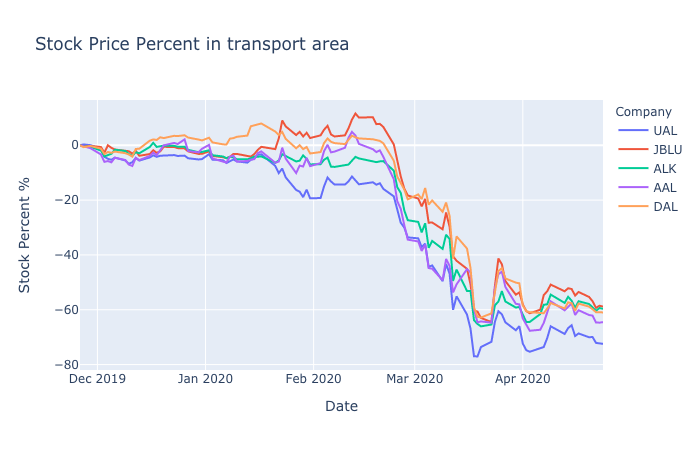 Stock Price Percent in transport area
Company
UAL
JBLU
ALK
AAL
DAL
0
−20
−40
−60
−80
Stock Percent %
Dec 2019
Jan 2020
Feb 2020
Mar 2020
Apr 2020
Date